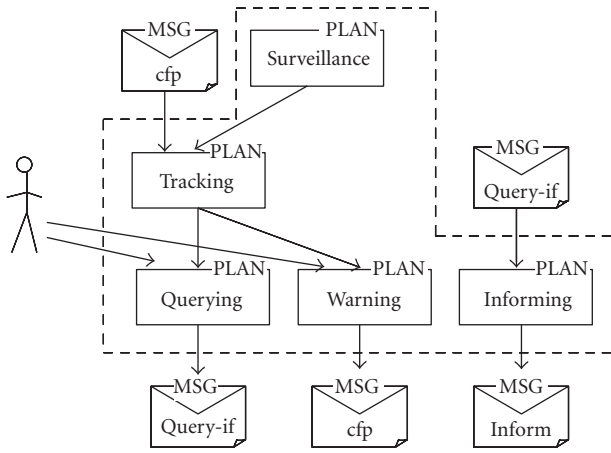 MSG
cfp
PLAN
Surveillance
PLAN
Tracking
MSG
Query-if
PLAN
Querying
PLAN
Warning
PLAN
Informing
MSG
Query-if
MSG
cfp
MSG
Inform